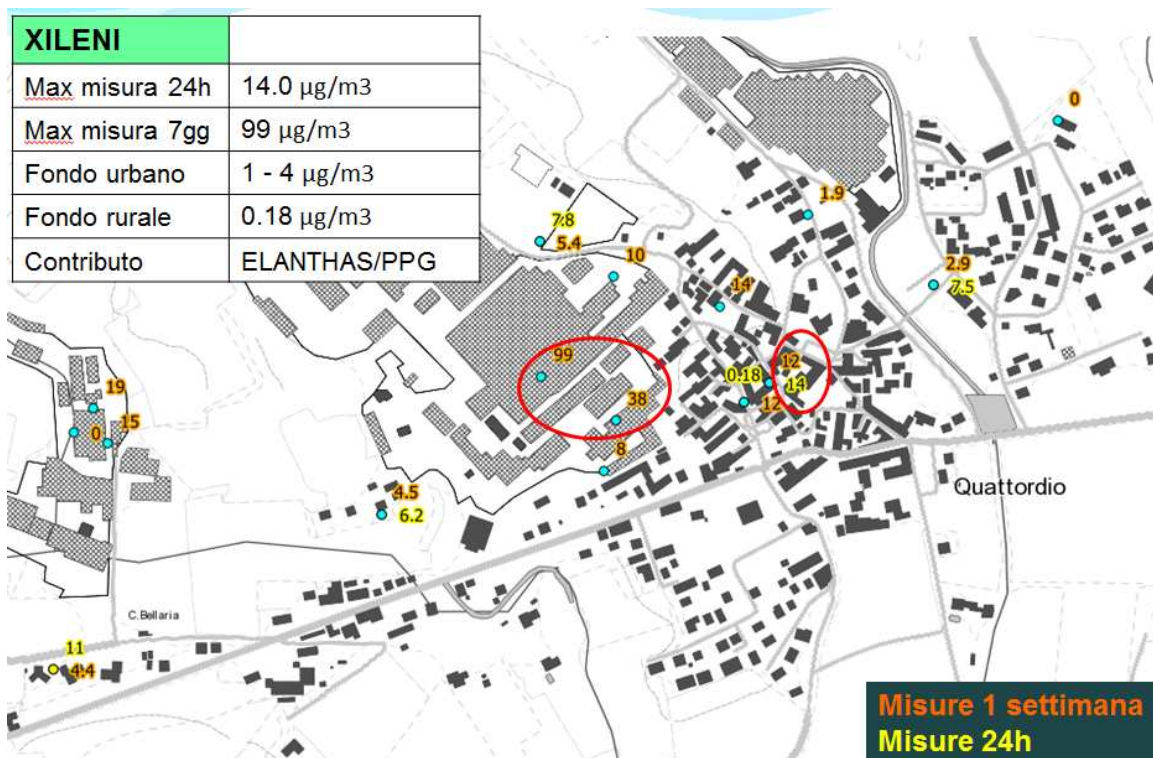 XILENI
Max misura 24h 14.0 µg/m3
Max misura 7gg 99 µg/m3
Fondo urbano 1 - 4 µg/m3
Fondo rurale 0.18 µg/m3
Contributo ELANTHAS/PPG
0
1.9
7.8
5.4
10
2.9
7.5
14
99
12
0.18
14
12
38
19
15
0
8
4.5
6.2
Quattordio
C.Bellaria
11
4.4
Misure 1 settimana
Misure 24h